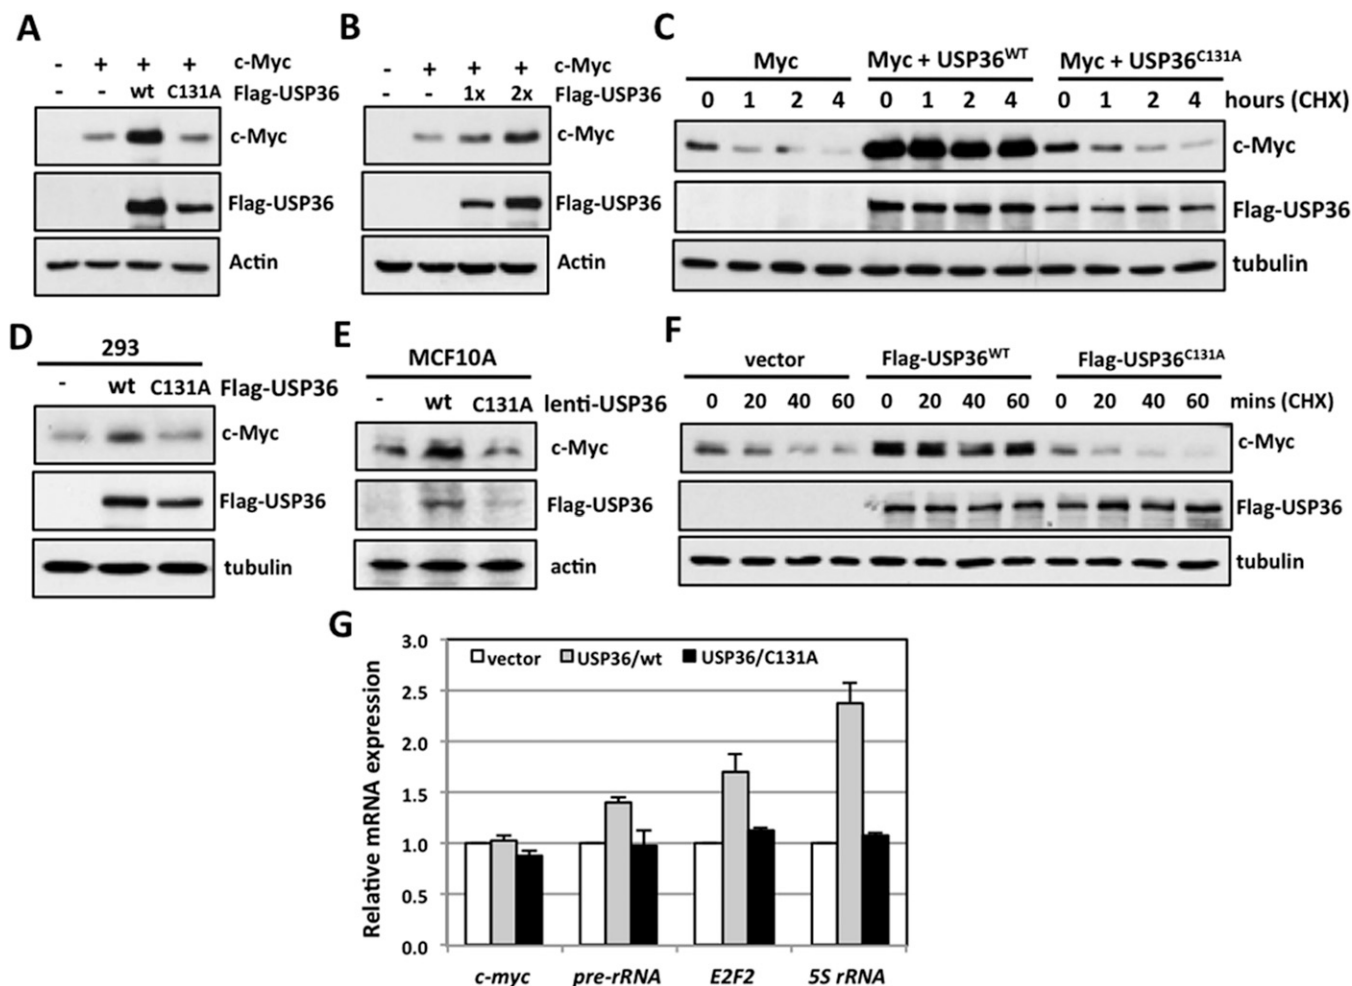 A
- + + + c-Myc
- - wt C131A Flag-USP36
c-Myc
Flag-USP36
Actin
B
- + + + c-Myc
- - 1x 2x Flag-USP36
c-Myc
Flag-USP36
Actin
C
Myc Myc + USP36WT Myc + USP36C131A
0 1 2 4 0 1 2 4 0 1 2 4 hours (CHX)
c-Myc
Flag-USP36
tubulin
D
293
- wt C131A Flag-USP36
c-Myc
Flag-USP36
tubulin
E
MCF10A
- wt C131A lenti-USP36
c-Myc
Flag-USP36
actin
F
vector Flag-USP36WT Flag-USP36C131A
0 20 40 60 0 20 40 60 0 20 40 60 mins (CHX)
c-Myc
Flag-USP36
tubulin
G
Relative mRNA expression
3.0
2.5
2.0
1.5
1.0
0.5
0.0
vector USP36/wt USP36/C131A
c-myc pre-rRNA E2F2 5S rRNA